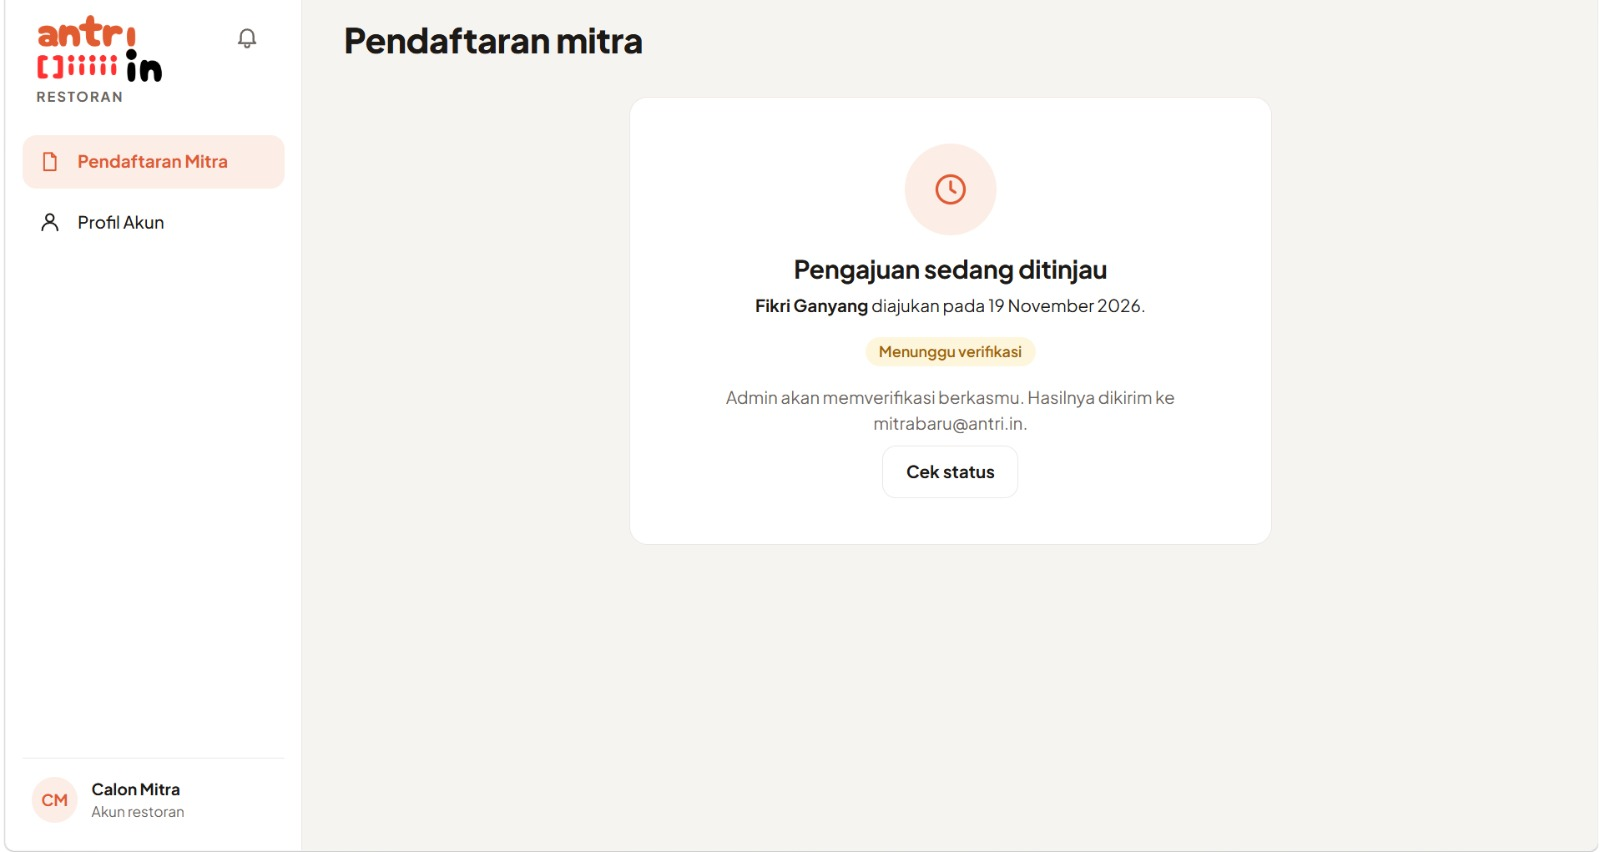 antri
in
RESTORAN
Pendaftaran Mitra
Profil Akun
Calon Mitra
Akun restoran
CM
Pendaftaran mitra
Pengajuan sedang ditinjau
Fikri Ganyang diajukan pada 19 November 2026.
Menunggu verifikasi
Admin akan memverifikasi berkasmu. Hasilnya dikirim ke
mitrabaru@antri.in.
Cek status